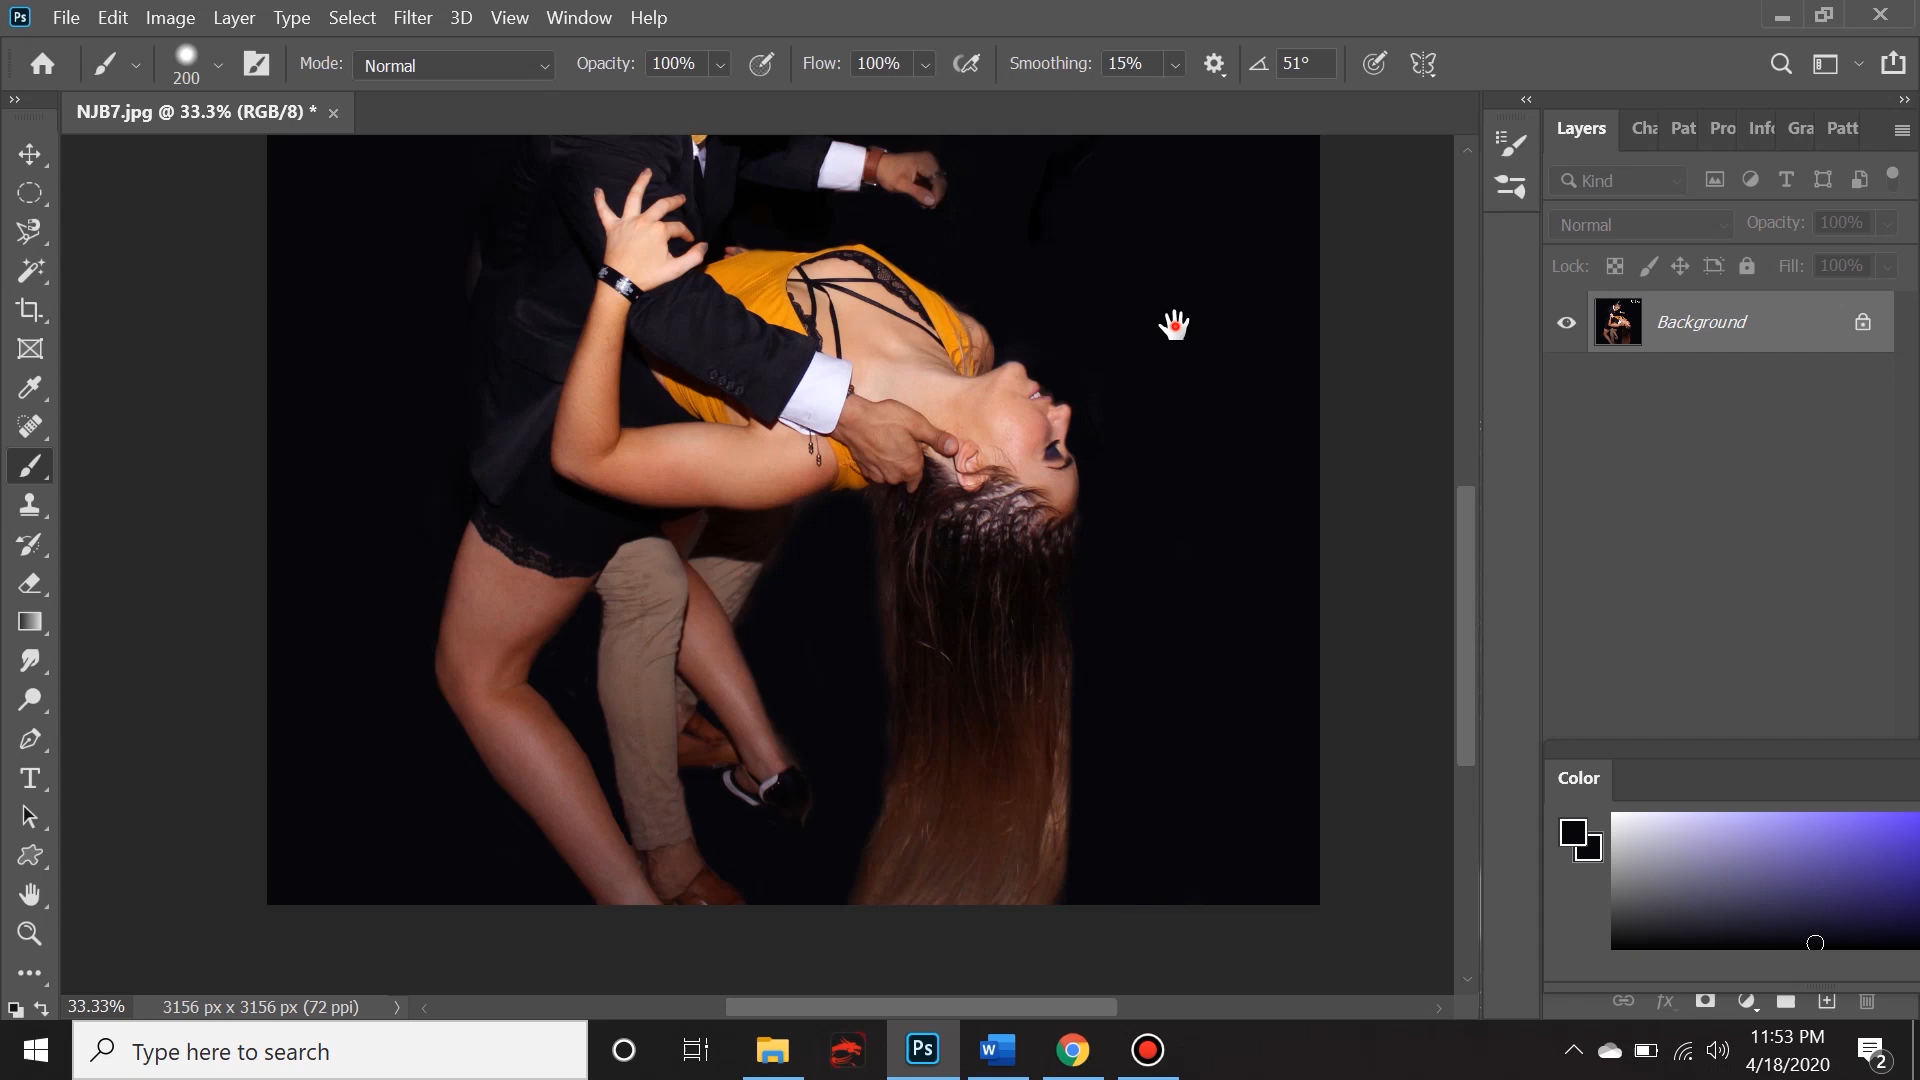 Ps File Edit Image Layer Type Select Filter 3D View Window Help
200 Mode: Normal Opacity: 100% Flow: 100% Smoothing: 15% 51°
NJB7.jpg @ 33.3% (RGB/8) *
Layers Cha Pat Pro Info Gra Patt
Kind
Normal Opacity: 100%
Lock: Fill: 100%
Background
Color
33.33% 3156 px x 3156 px (72 ppi)
fx
Type here to search
Ps
W
11:53 PM
4/18/2020
2